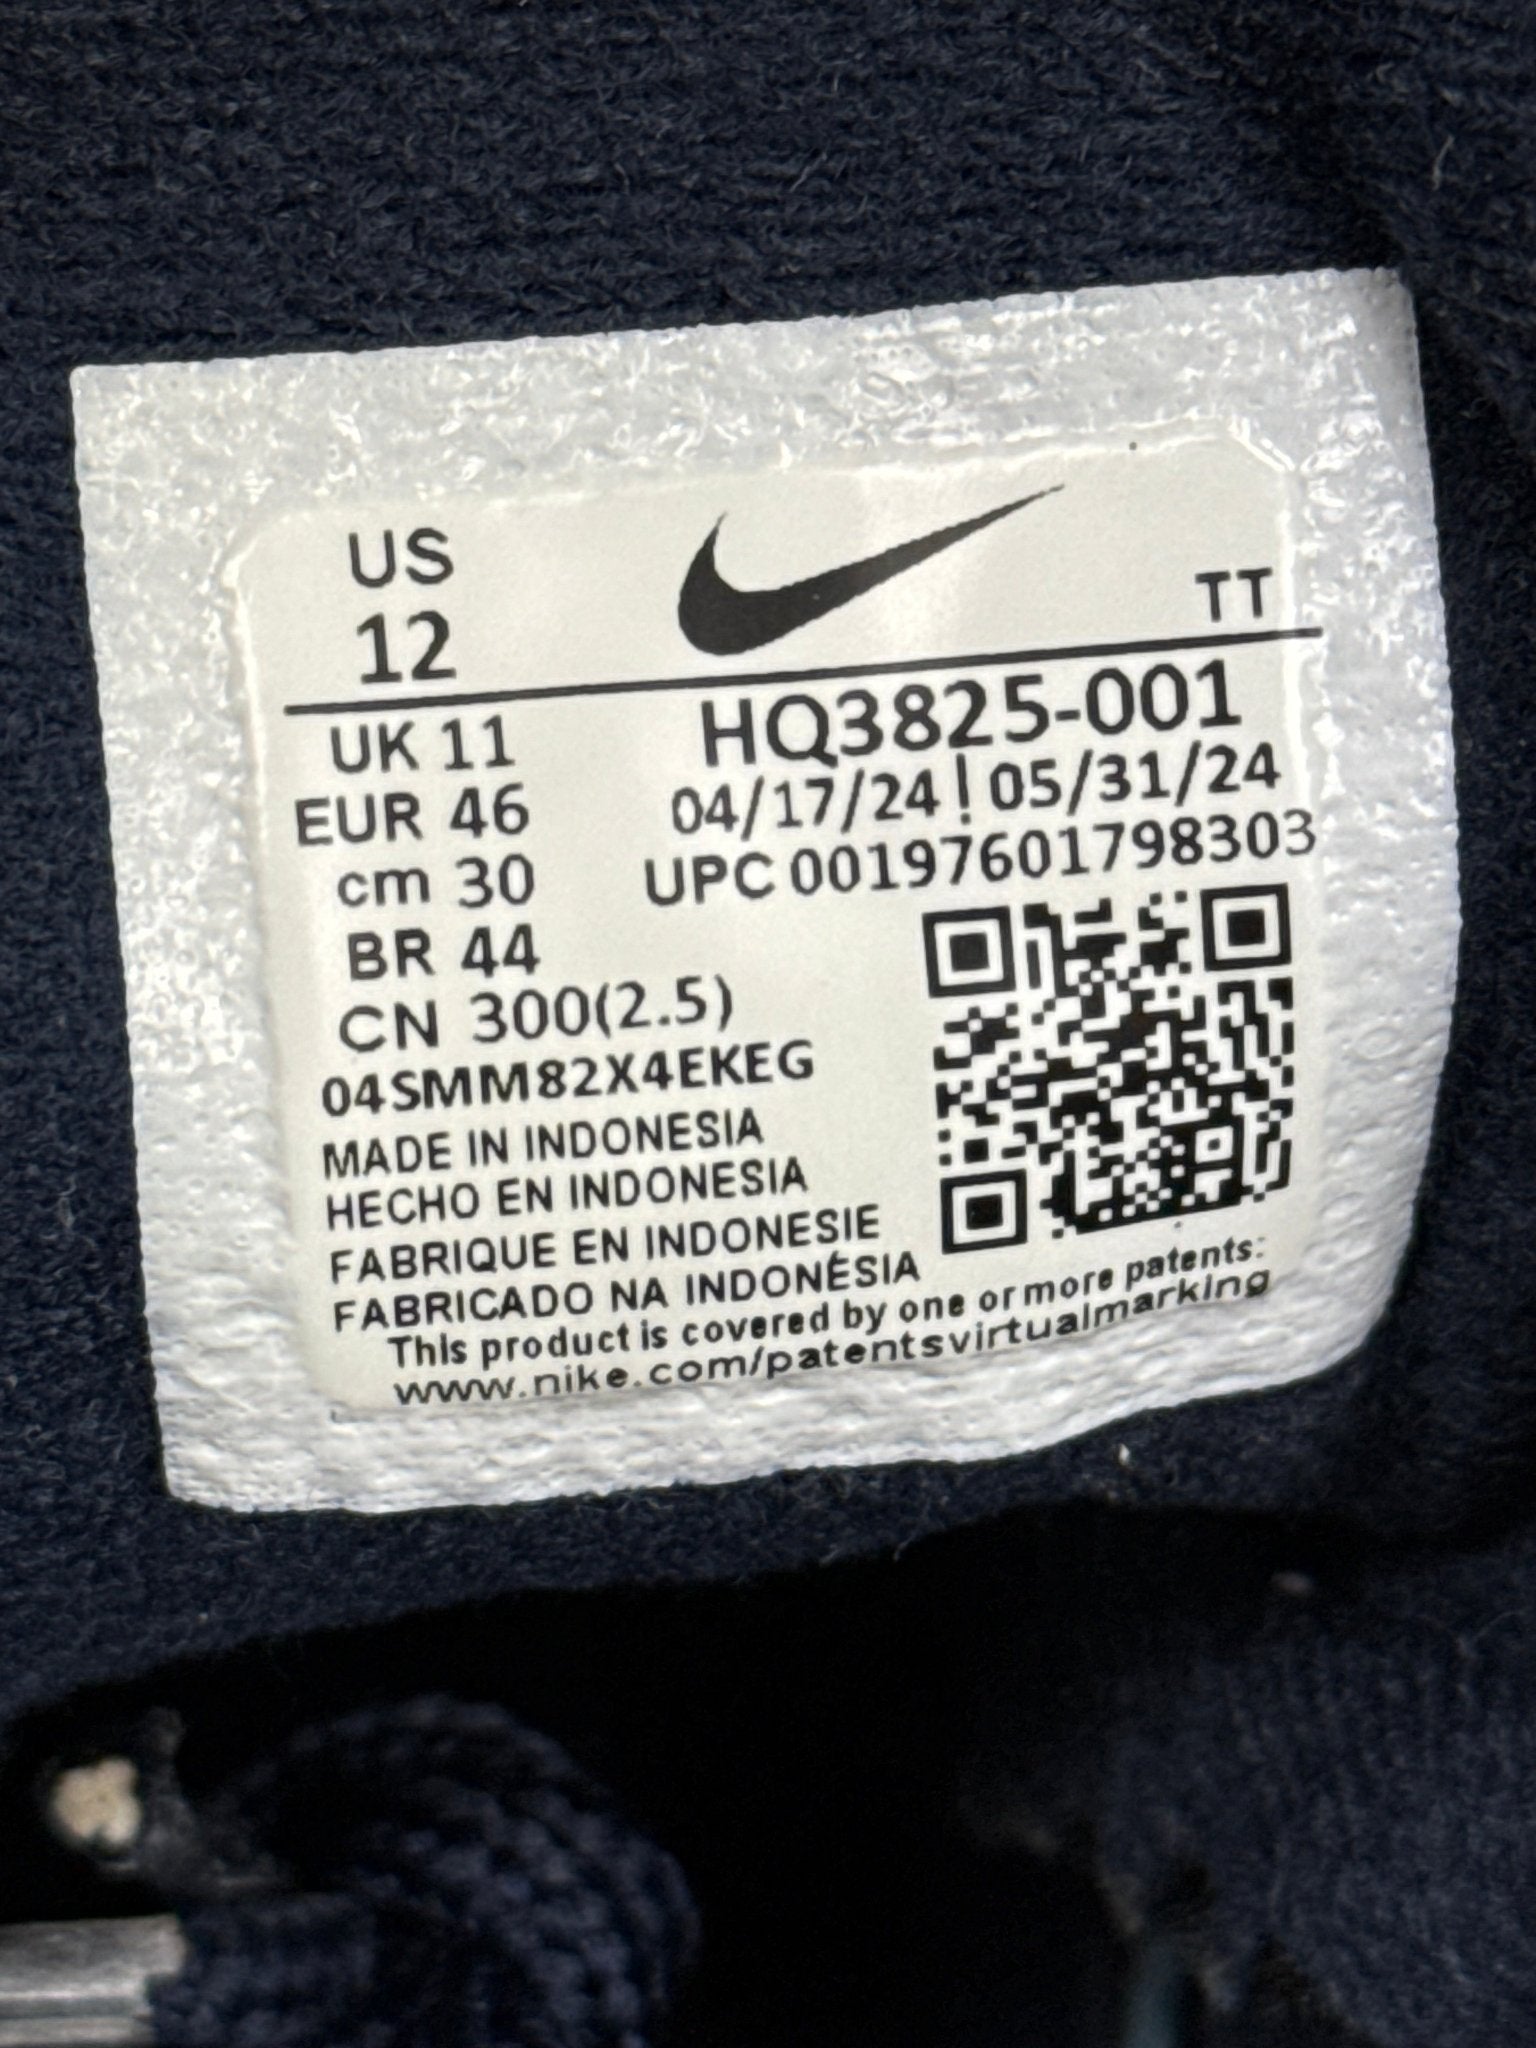 US
12
TT
UK 11
EUR 46
cm 30
BR 44
CN 300(2.5)
HQ3825-001
04/17/24 | 05/31/24
UPC 00197601798303
04SMM82X4EKEG
MADE IN INDONESIA
HECHO EN INDONESIA
FABRIQUE EN INDONESIE
FABRICADO NA INDONÉSIA
This product is covered by one or more patents:
www.nike.com/patentsvirtualmarking